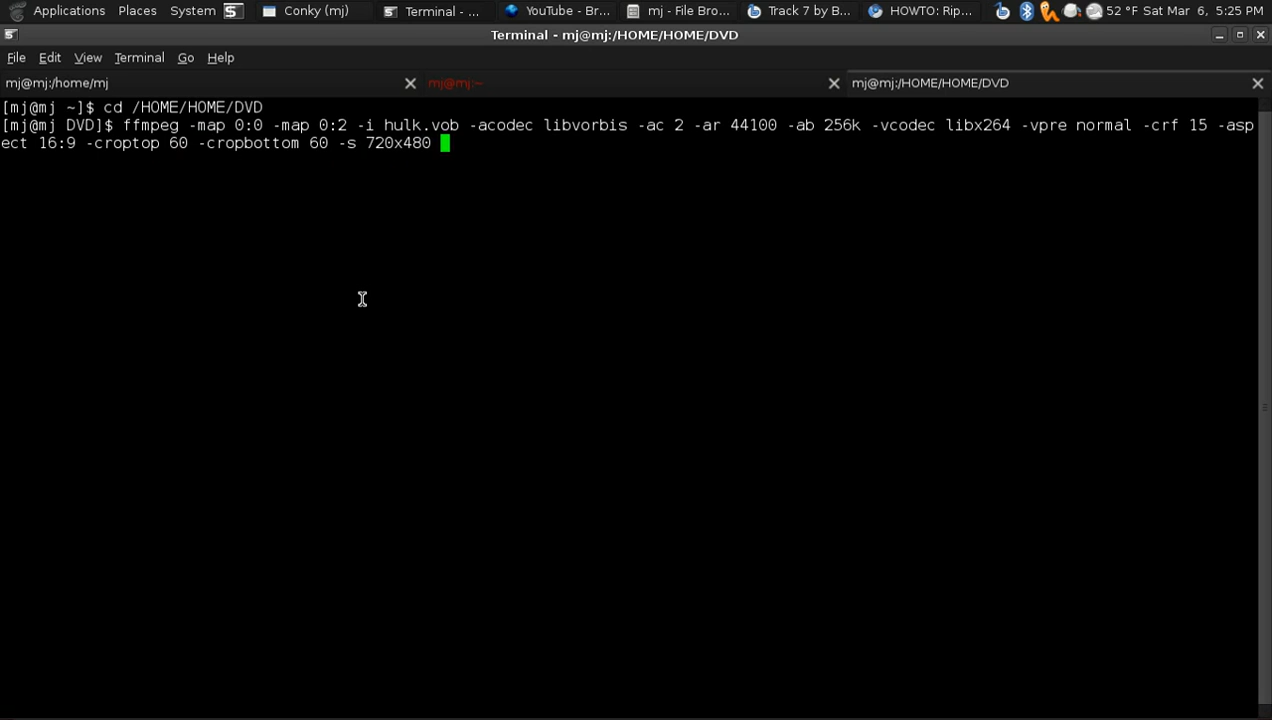 Applications Places System Conky (mj) Terminal - ... YouTube - Br... mj - File Bro... Track 7 by B... HOWTO: Rip... 52 °F Sat Mar 6, 5:25 PM
Terminal - mj@mj:/HOME/HOME/DVD
File Edit View Terminal Go Help
mj@mj:/home/mj mj@mj:~ mj@mj:/HOME/HOME/DVD
[mj@mj ~]$ cd /HOME/HOME/DVD
[mj@mj DVD]$ ffmpeg -map 0:0 -map 0:2 -i hulk.vob -acodec libvorbis -ac 2 -ar 44100 -ab 256k -vcodec libx264 -vpre normal -crf 15 -asp
ect 16:9 -croptop 60 -cropbottom 60 -s 720x480